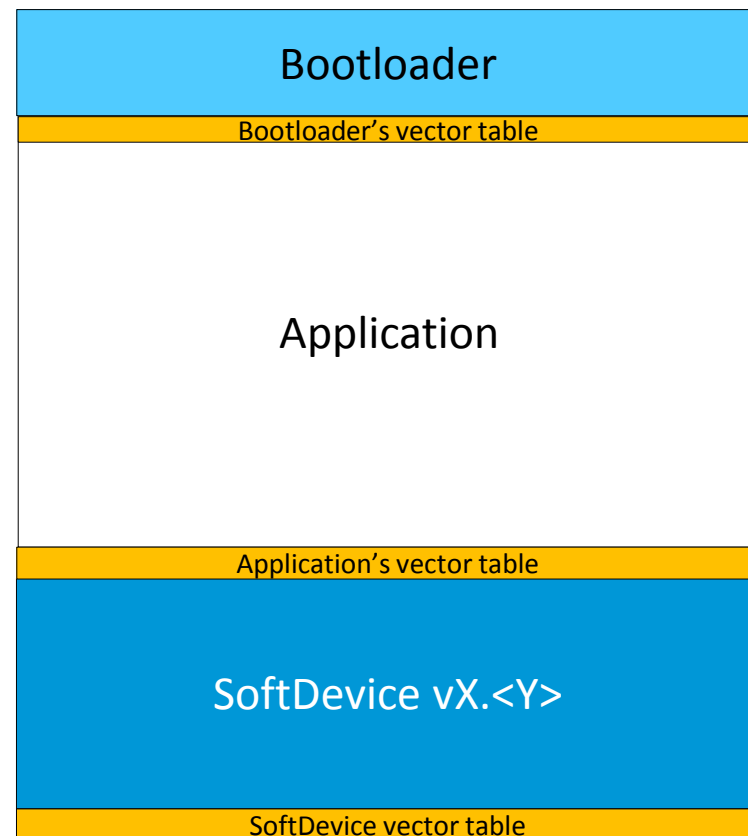 Bootloader
Bootloader’s vector table
Application
Application’s vector table
SoftDevice vX.<Y>
SoftDevice vector table